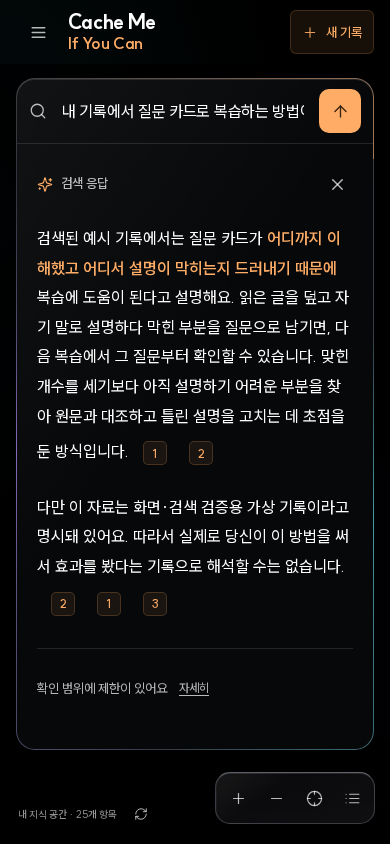 Cache Me
If You Can
새 기록
내 기록에서 질문 카드로 복습하는 방법이
검색 응답
검색된 예시 기록에서는 질문 카드가 어디까지 이
해했고 어디서 설명이 막히는지 드러내기 때문에
복습에 도움이 된다고 설명해요. 읽은 글을 덮고 자
기 말로 설명하다 막힌 부분을 질문으로 남기면, 다
음 복습에서 그 질문부터 확인할 수 있습니다. 맞힌
개수를 세기보다 아직 설명하기 어려운 부분을 찾
아 원문과 대조하고 틀린 설명을 고치는 데 초점을
둔 방식입니다. 1 2
다만 이 자료는 화면·검색 검증용 가상 기록이라고
명시돼 있어요. 따라서 실제로 당신이 이 방법을 써
서 효과를 봤다는 기록으로 해석할 수는 없습니다.
2 1 3
확인 범위에 제한이 있어요 자세히
내 지식 공간 · 25개 항목